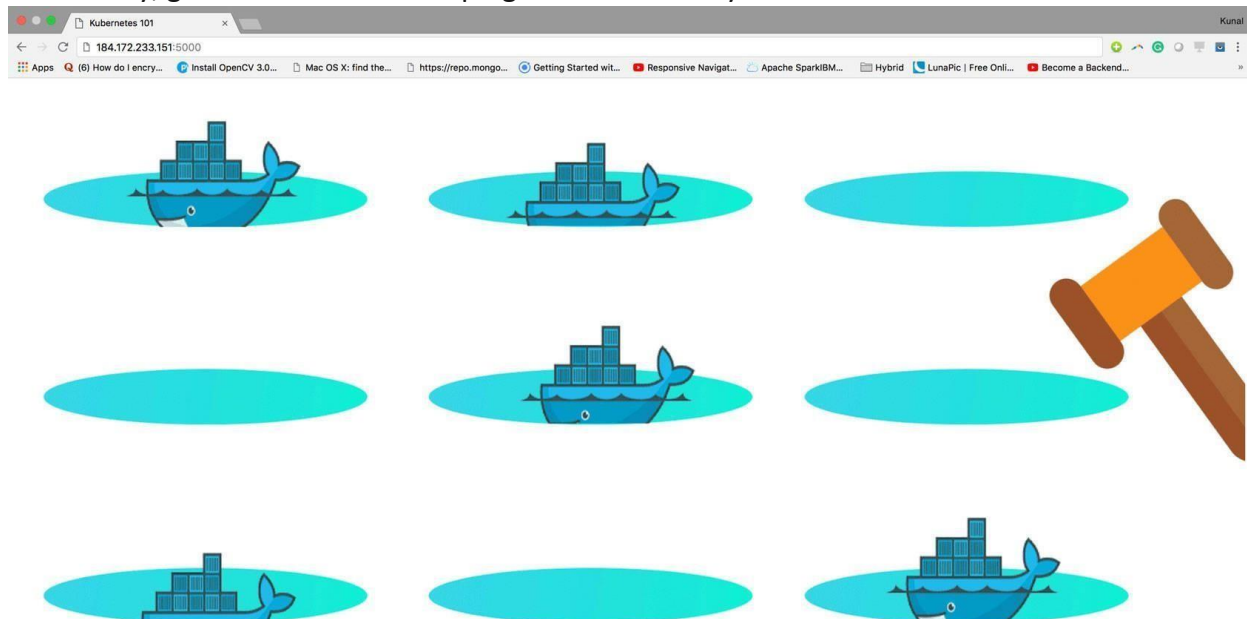 Kubernetes 101
Kunal
184.172.233.151:5000
Apps (6) How do I encry... Install OpenCV 3.0... Mac OS X: find the... https://repo.mongo... Getting Started wit... Responsive Navigat... Apache SparkIBM... Hybrid LunaPic | Free Onli... Become a Backend... »